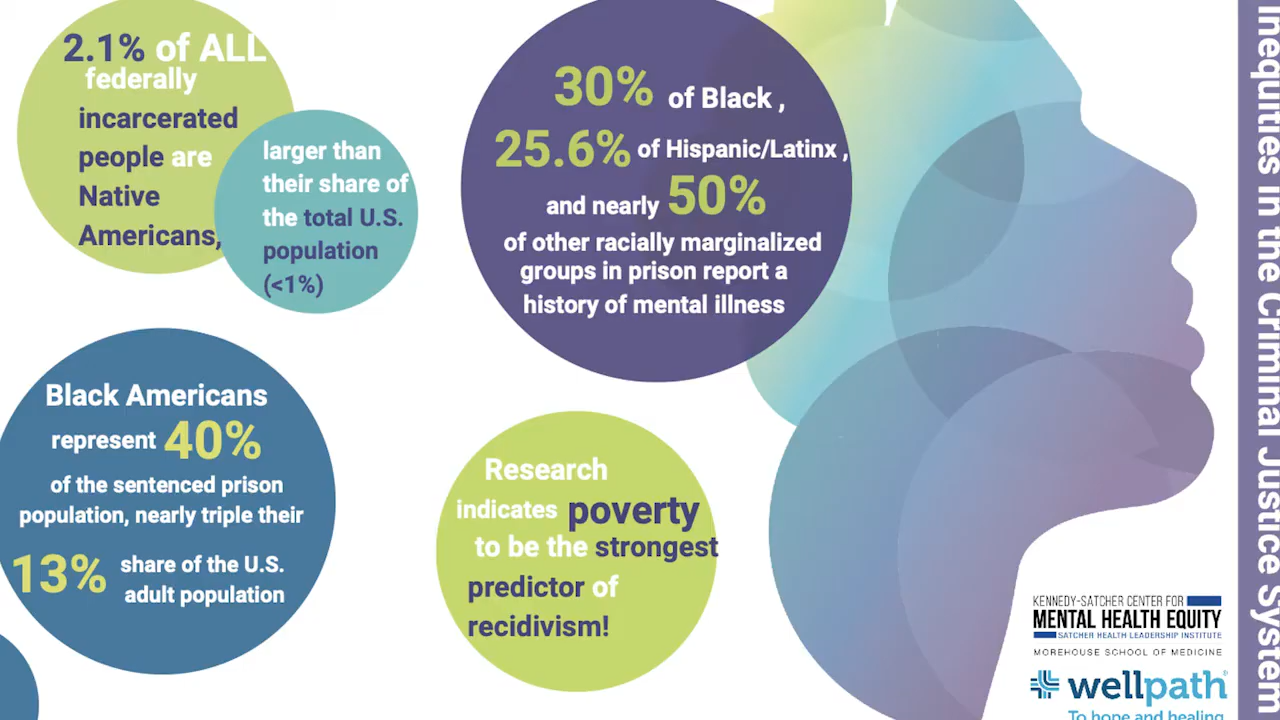 2.1% of ALL
federally
incarcerated
people are
Native
Americans,
larger than
their share of
the total U.S.
population
(<1%)
30% of Black ,
25.6% of Hispanic/Latinx ,
and nearly 50%
of other racially marginalized
groups in prison report a
history of mental illness
Black Americans
represent 40%
of the sentenced prison
population, nearly triple their
13% share of the U.S.
adult population
Research
indicates poverty
to be the strongest
predictor of
recidivism!
Inequities in the Criminal Justice System
KENNEDY-SATCHER CENTER FOR
MENTAL HEALTH EQUITY
SATCHER HEALTH LEADERSHIP INSTITUTE
MOREHOUSE SCHOOL OF MEDICINE
wellpath®
To hope and healing